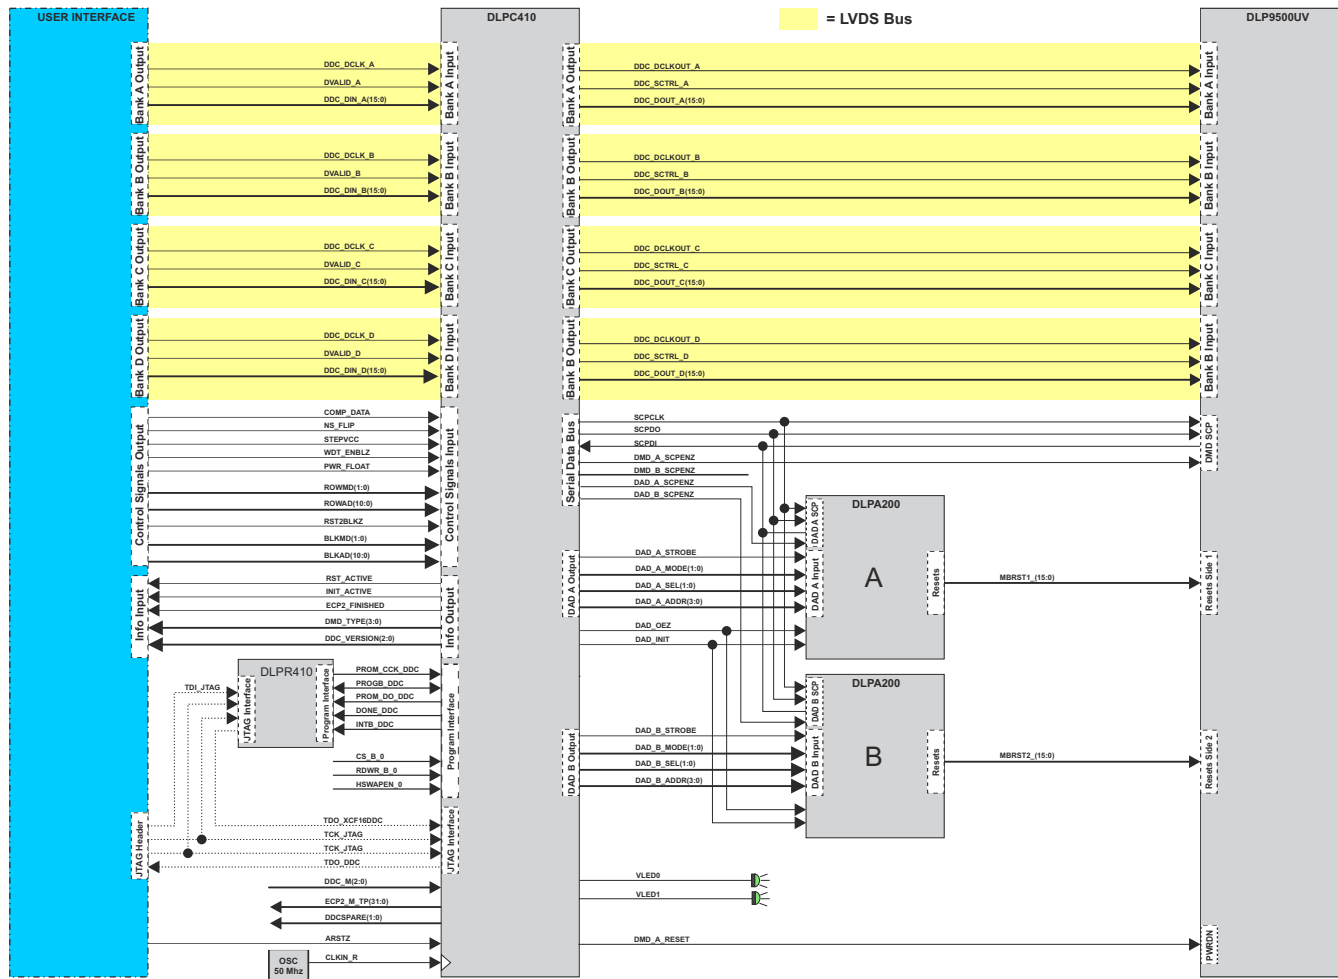 USER INTERFACE
DLPC410
= LVDS Bus
DLP9500UV
Bank A Output
DDC_DCLK_A
DVALID_A
DDC_DIN_A(15:0)
Bank A Input
Bank A Output
DDC_DCLKOUT_A
DDC_SCTRL_A
DDC_DOUT_A(15:0)
Bank A Input
Bank B Output
DDC_DCLK_B
DVALID_B
DDC_DIN_B(15:0)
Bank B Input
Bank B Output
DDC_DCLKOUT_B
DDC_SCTRL_B
DDC_DOUT_B(15:0)
Bank B Input
Bank C Output
DDC_DCLK_C
DVALID_C
DDC_DIN_C(15:0)
Bank C Input
Bank C Output
DDC_DCLKOUT_C
DDC_SCTRL_C
DDC_DOUT_C(15:0)
Bank C Input
Bank D Output
DDC_DCLK_D
DVALID_D
DDC_DIN_D(15:0)
Bank D Input
Bank B Output
DDC_DCLKOUT_D
DDC_SCTRL_D
DDC_DOUT_D(15:0)
Bank B Input
Control Signals Output
COMP_DATA
NS_FLIP
STEPVCC
WDT_ENBLZ
PWR_FLOAT
ROWMD(1:0)
ROWAD(10:0)
RST2BLKZ
BLKMD(1:0)
BLKAD(10:0)
Control Signals Input
Serial Data Bus
SCPCLK
SCPDO
SCPDI
DMD_A_SCPENZ
DMD_B_SCPENZ
DAD_A_SCPENZ
DAD_B_SCPENZ
DMD SCP
DLPA200
A
DAD A SCP
DAD A Input
Resets
DAD A Output
DAD_A_STROBE
DAD_A_MODE(1:0)
DAD_A_SEL(1:0)
DAD_A_ADDR(3:0)
DAD_OEZ
DAD_INIT
MBRST1_(15:0)
Resets Side 1
Info Input
RST_ACTIVE
INIT_ACTIVE
ECP2_FINISHED
DMD_TYPE(3:0)
DDC_VERSION(2:0)
Info Output
DLPR410
TDI_JTAG
JTAG Interface
Program Interface
PROM_CCK_DDC
PROGB_DDC
PROM_DO_DDC
DONE_DDC
INTB_DDC
CS_B_0
RDWR_B_0
HSWAPEN_0
Program Interface
DLPA200
B
DAD B SCP
DAD B Input
Resets
DAD B Output
DAD_B_STROBE
DAD_B_MODE(1:0)
DAD_B_SEL(1:0)
DAD_B_ADDR(3:0)
MBRST2_(15:0)
Resets Side 2
JTAG Header
TDO_XCF16DDC
TCK_JTAG
TCK_JTAG
TDO_DDC
JTAG Interface
DDC_M(2:0)
ECP2_M_TP(31:0)
DDCSPARE(1:0)
VLED0
VLED1
ARSTZ
DMD_A_RESET
PWRDN
OSC
50 Mhz
CLKIN_R